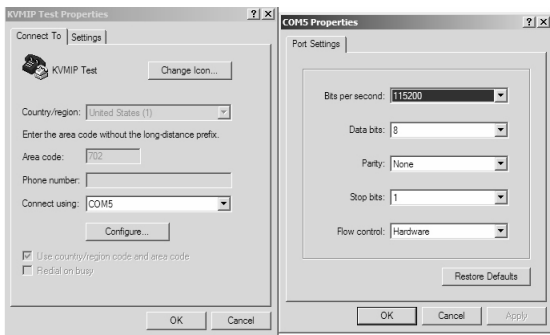 KVMIP Test Properties
Connect To
Settings
KVMIP Test
Change Icon...
Country/region: United States (1)
Enter the area code without the long-distance prefix.
Area code: 702
Phone number:
Connect using: COM5
Configure...
Use country/region code and area code
Redial on busy
OK
Cancel
COM5 Properties
Port Settings
Bits per second: 115200
Data bits: 8
Parity: None
Stop bits: 1
Flow control: Hardware
Restore Defaults
OK
Cancel
Apply